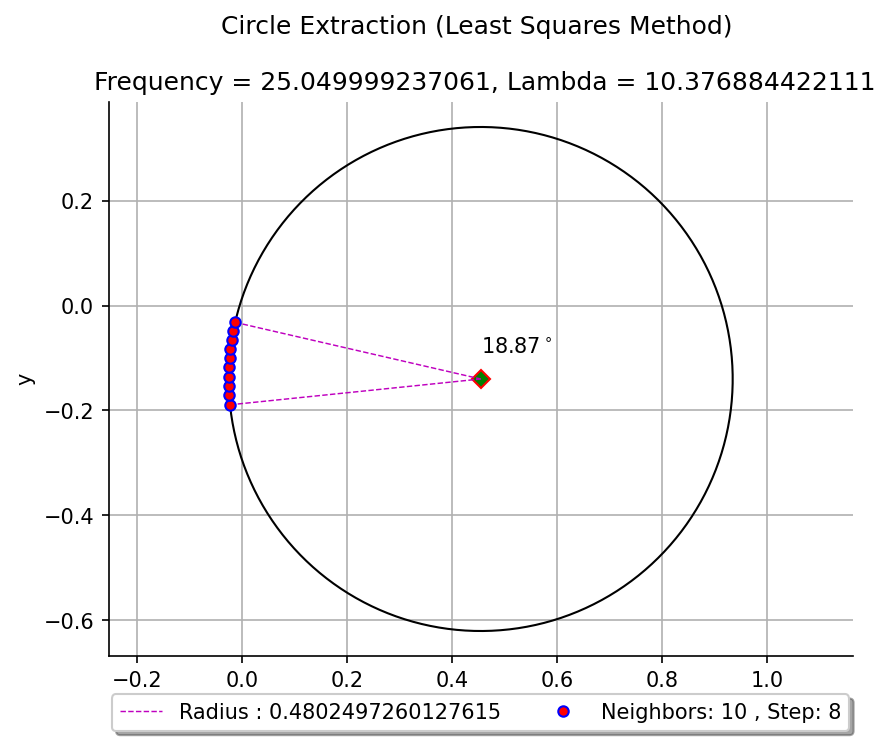 Circle Extraction (Least Squares Method)
Frequency = 25.049999237061, Lambda = 10.376884422111
0.2
0.0
−0.2
−0.4
−0.6
y
18.87°
−0.2 0.0 0.2 0.4 0.6 0.8 1.0
Radius : 0.4802497260127615 Neighbors: 10 , Step: 8